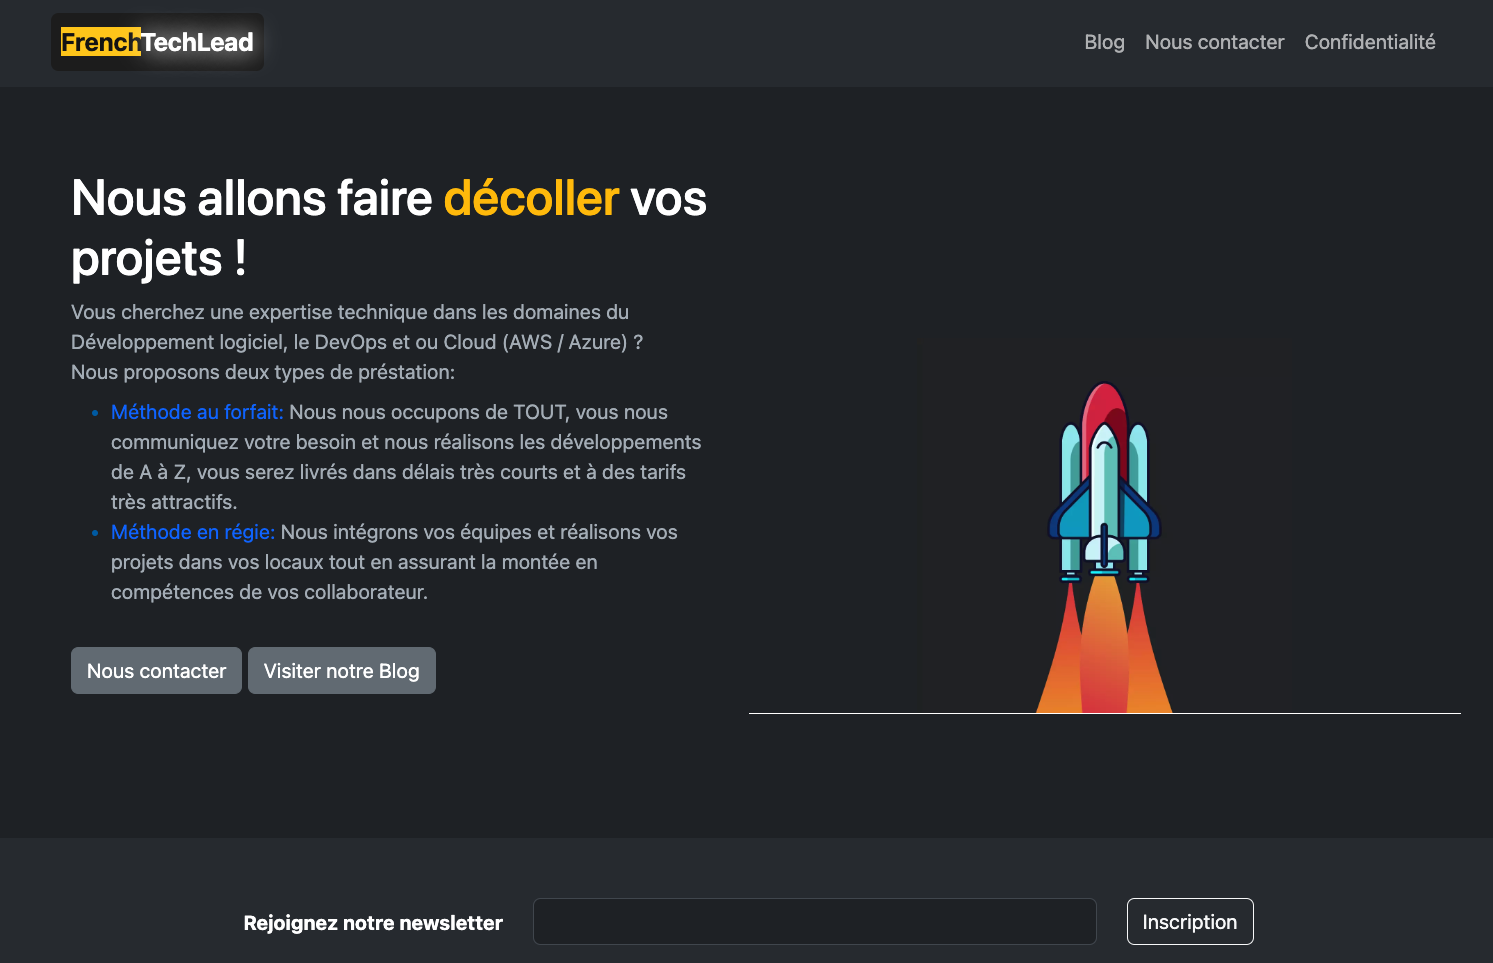 FrenchTechLead
Blog Nous contacter Confidentialité
Nous allons faire décoller vos
projets !
Vous cherchez une expertise technique dans les domaines du
Développement logiciel, le DevOps et ou Cloud (AWS / Azure) ?
Nous proposons deux types de préstation:
• Méthode au forfait: Nous nous occupons de TOUT, vous nous
communiquez votre besoin et nous réalisons les développements
de A à Z, vous serez livrés dans délais très courts et à des tarifs
très attractifs.
• Méthode en régie: Nous intégrons vos équipes et réalisons vos
projets dans vos locaux tout en assurant la montée en
compétences de vos collaborateur.
Nous contacter Visiter notre Blog
Rejoignez notre newsletter Inscription